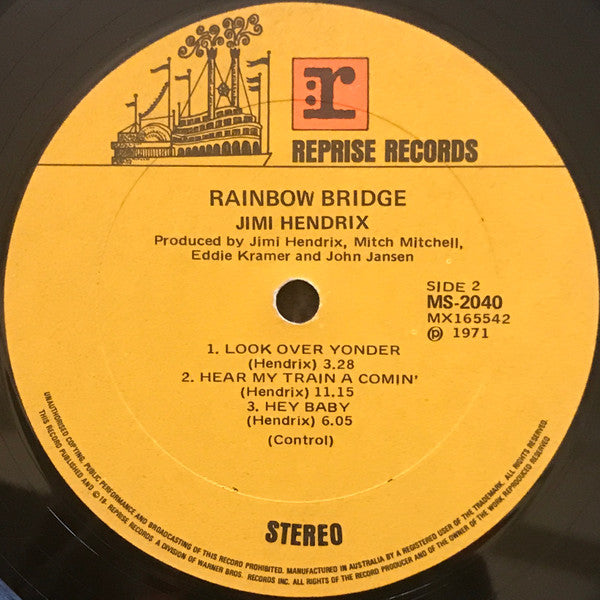 :r
REPRISE RECORDS
RAINBOW BRIDGE
JIMI HENDRIX
Produced by Jimi Hendrix, Mitch Mitchell,
Eddie Kramer and John Jansen
SIDE 2
MS-2040
MX165542
℗ 1971
1. LOOK OVER YONDER
(Hendrix) 3.28
2. HEAR MY TRAIN A COMIN'
(Hendrix) 11.15
3. HEY BABY
(Hendrix) 6.05
(Control)
STEREO
UNAUTHORISED COPYING, PUBLIC PERFORMANCE AND BROADCASTING OF THIS RECORD PROHIBITED. MANUFACTURED IN AUSTRALIA BY A REGISTERED USER OF THE TRADEMARK. ALL RIGHTS RESERVED.
THIS RECORD PUBLISHED AND © 19- REPRISE RECORDS A DIVISION OF WARNER BROS. RECORDS INC. ALL RIGHTS OF THE RECORD PRODUCER AND OF THE OWNER OF THE WORK REPRODUCED RESERVED